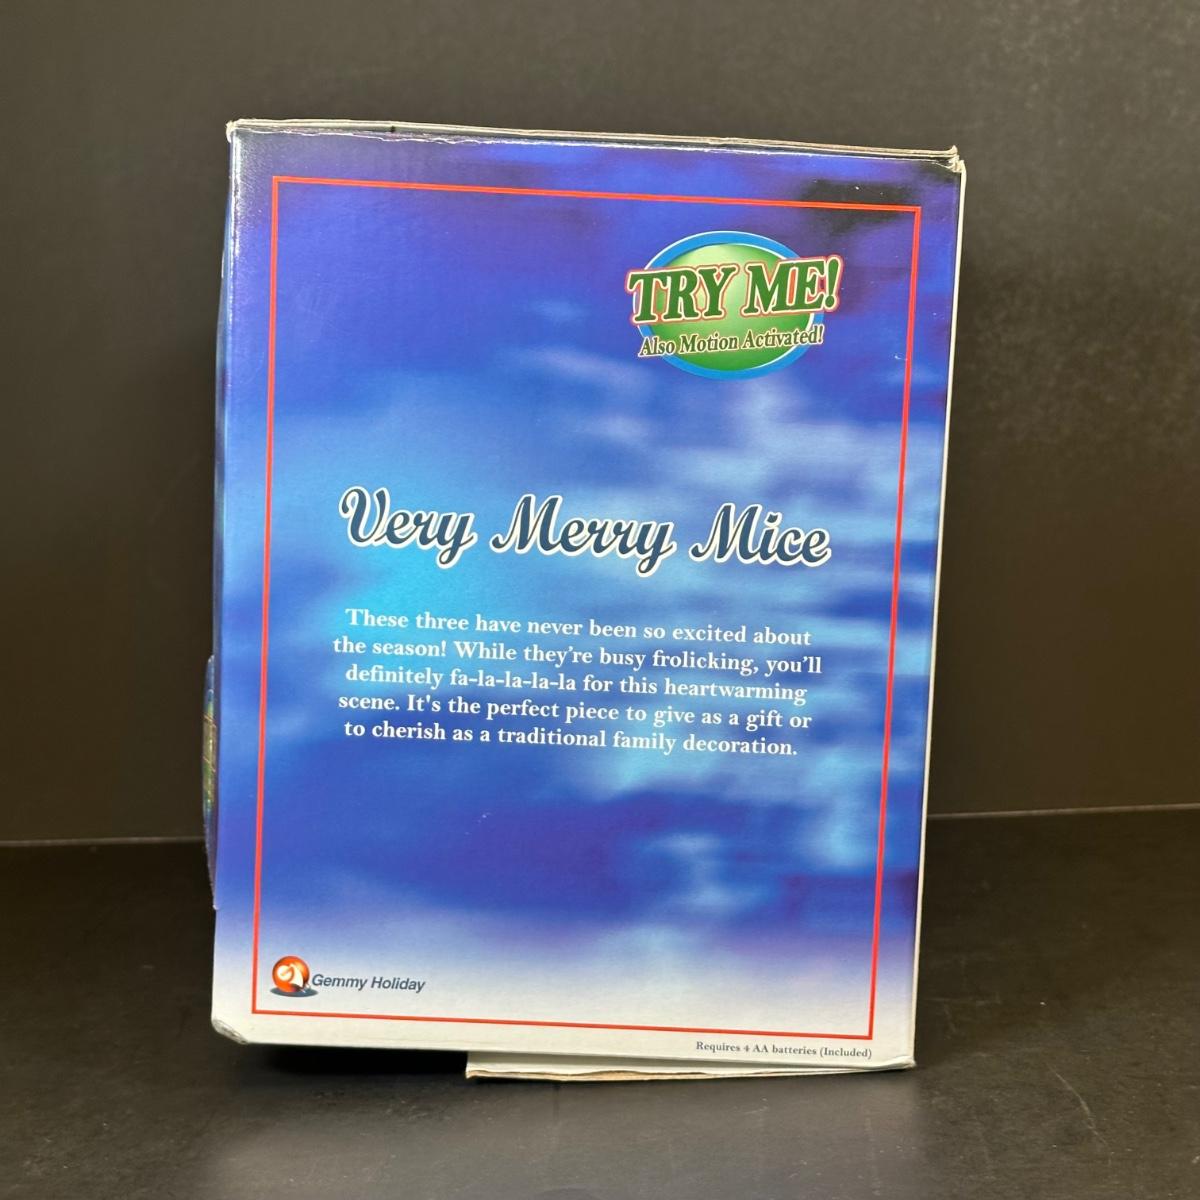 TRY ME!
Also Motion Activated!
Very Merry Mice
These three have never been so excited about
the season! While they're busy frolicking, you'll
definitely fa-la-la-la-la for this heartwarming
scene. It's the perfect piece to give as a gift or
to cherish as a traditional family decoration.
Gemmy Holiday
Requires 4 AA batteries (Included)